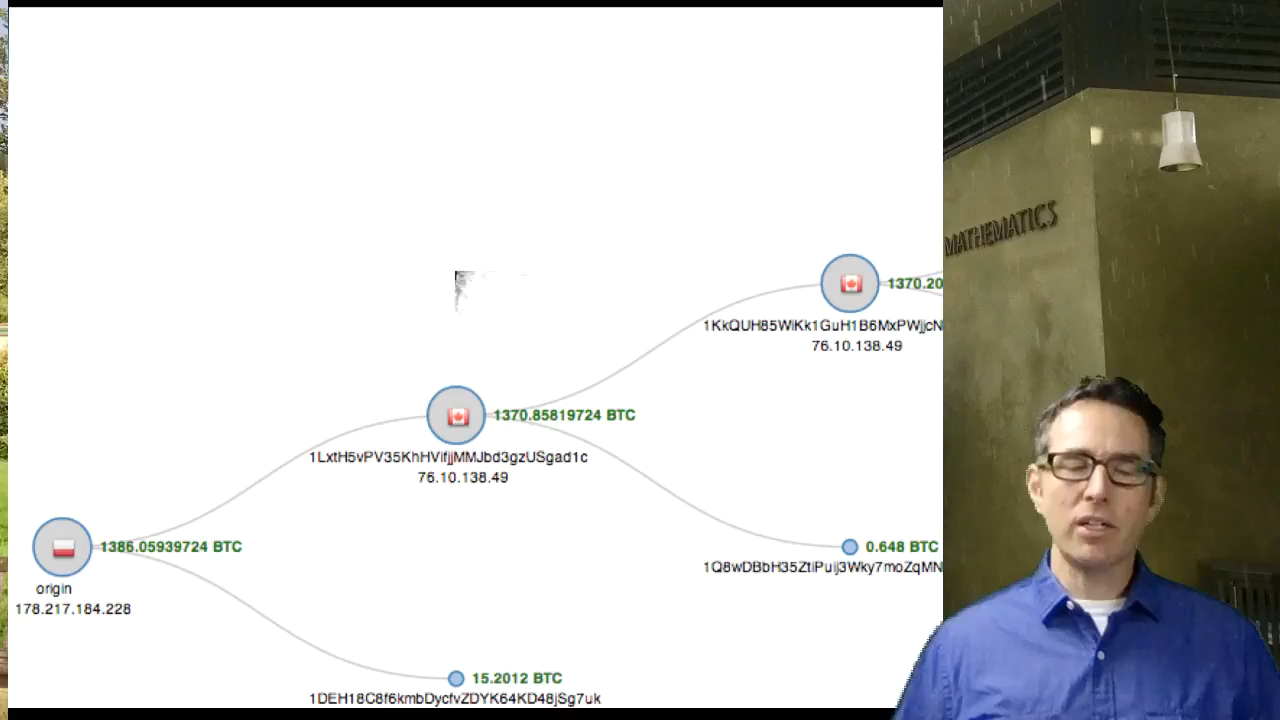 MATHEMATICS
1370.20
1KkQUH85WiKk1GuH1B6MxPWjjcN
76.10.138.49
1370.85819724 BTC
1LxtH5vPV35KhHVifjjMMJbd3gzUSgad1c
76.10.138.49
1386.05939724 BTC
0.648 BTC
1Q8wDBbH35ZtiPuij3Wky7moZqMN
origin
178.217.184.228
15.2012 BTC
1DEH18C8f6kmbDycfvZDYK64KD48jSg7uk